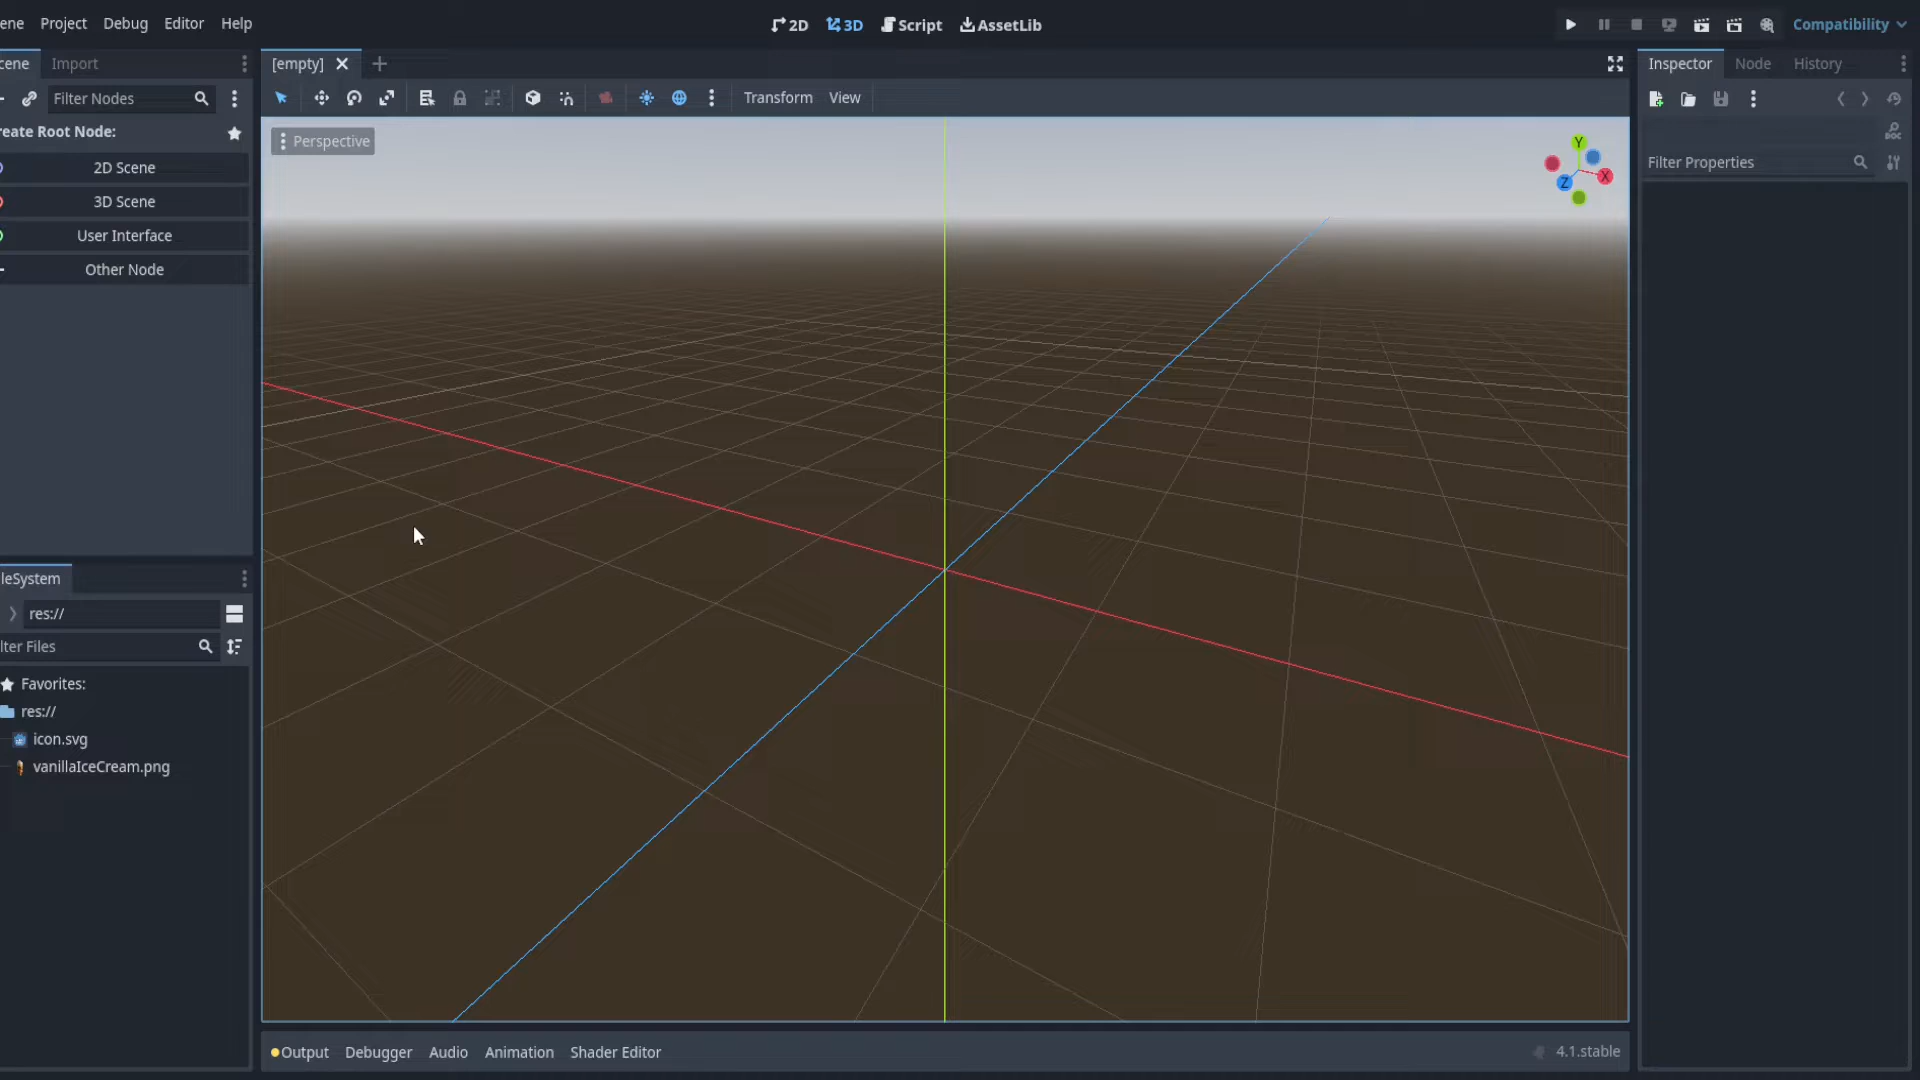 ene Project Debug Editor Help
2D 3D Script AssetLib
Compatibility
cene Import
[empty]
Inspector Node History
Filter Nodes
Transform View
reate Root Node:
Perspective
Y
X
Z
Filter Properties
2D Scene
3D Scene
User Interface
Other Node
leSystem
res://
lter Files
Favorites:
res://
icon.svg
vanillaIceCream.png
Output Debugger Audio Animation Shader Editor
4.1.stable